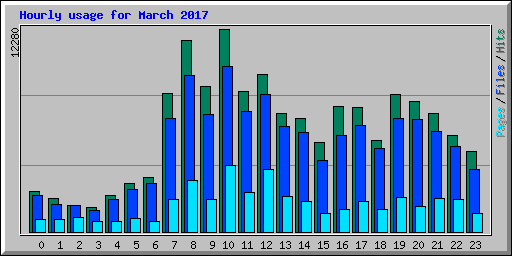 Hourly usage for March 2017
12280
Pages / Files / Hits
0 1 2 3 4 5 6 7 8 9 10 11 12 13 14 15 16 17 18 19 20 21 22 23